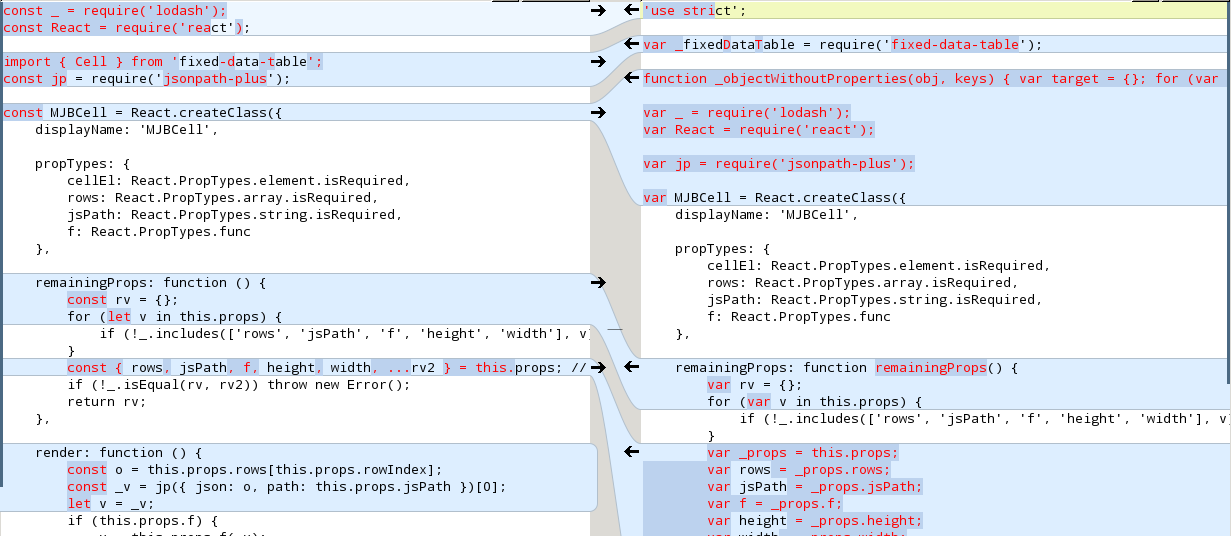 const _ = require('lodash');
const React = require('react');
import { Cell } from 'fixed-data-table';
const jp = require('jsonpath-plus');
const MJBCell = React.createClass({
displayName: 'MJBCell',
propTypes: {
cellEl: React.PropTypes.element.isRequired,
rows: React.PropTypes.array.isRequired,
jsPath: React.PropTypes.string.isRequired,
f: React.PropTypes.func
},
remainingProps: function () {
const rv = {};
for (let v in this.props) {
if (!_.includes(['rows', 'jsPath', 'f', 'height', 'width'], v
}
const { rows, jsPath, f, height, width, ...rv2 } = this.props; //
if (!_.isEqual(rv, rv2)) throw new Error();
return rv;
},
render: function () {
const o = this.props.rows[this.props.rowIndex];
const _v = jp({ json: o, path: this.props.jsPath })[0];
let v = _v;
if (this.props.f) {
'use strict';
var _fixedDataTable = require('fixed-data-table');
function _objectWithoutProperties(obj, keys) { var target = {}; for (var
var _ = require('lodash');
var React = require('react');
var jp = require('jsonpath-plus');
var MJBCell = React.createClass({
displayName: 'MJBCell',
propTypes: {
cellEl: React.PropTypes.element.isRequired,
rows: React.PropTypes.array.isRequired,
jsPath: React.PropTypes.string.isRequired,
f: React.PropTypes.func
},
remainingProps: function remainingProps() {
var rv = {};
for (var v in this.props) {
if (!_.includes(['rows', 'jsPath', 'f', 'height', 'width'], v
}
var _props = this.props;
var rows = _props.rows;
var jsPath = _props.jsPath;
var f = _props.f;
var height = _props.height;
var width = _props.width;